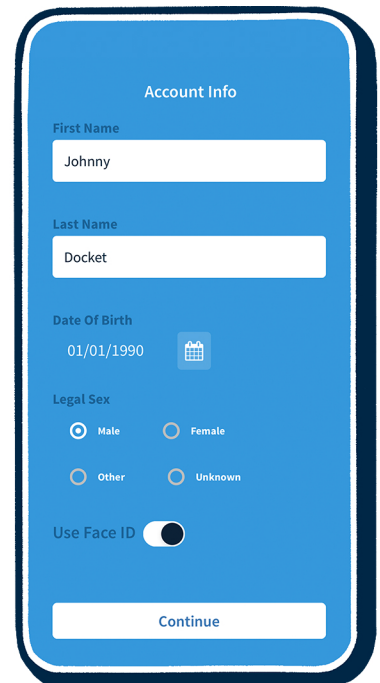 Account Info
First Name
Johnny
Last Name
Docket
Date Of Birth
01/01/1990
Legal Sex
Male Female
Other Unknown
Use Face ID
Continue